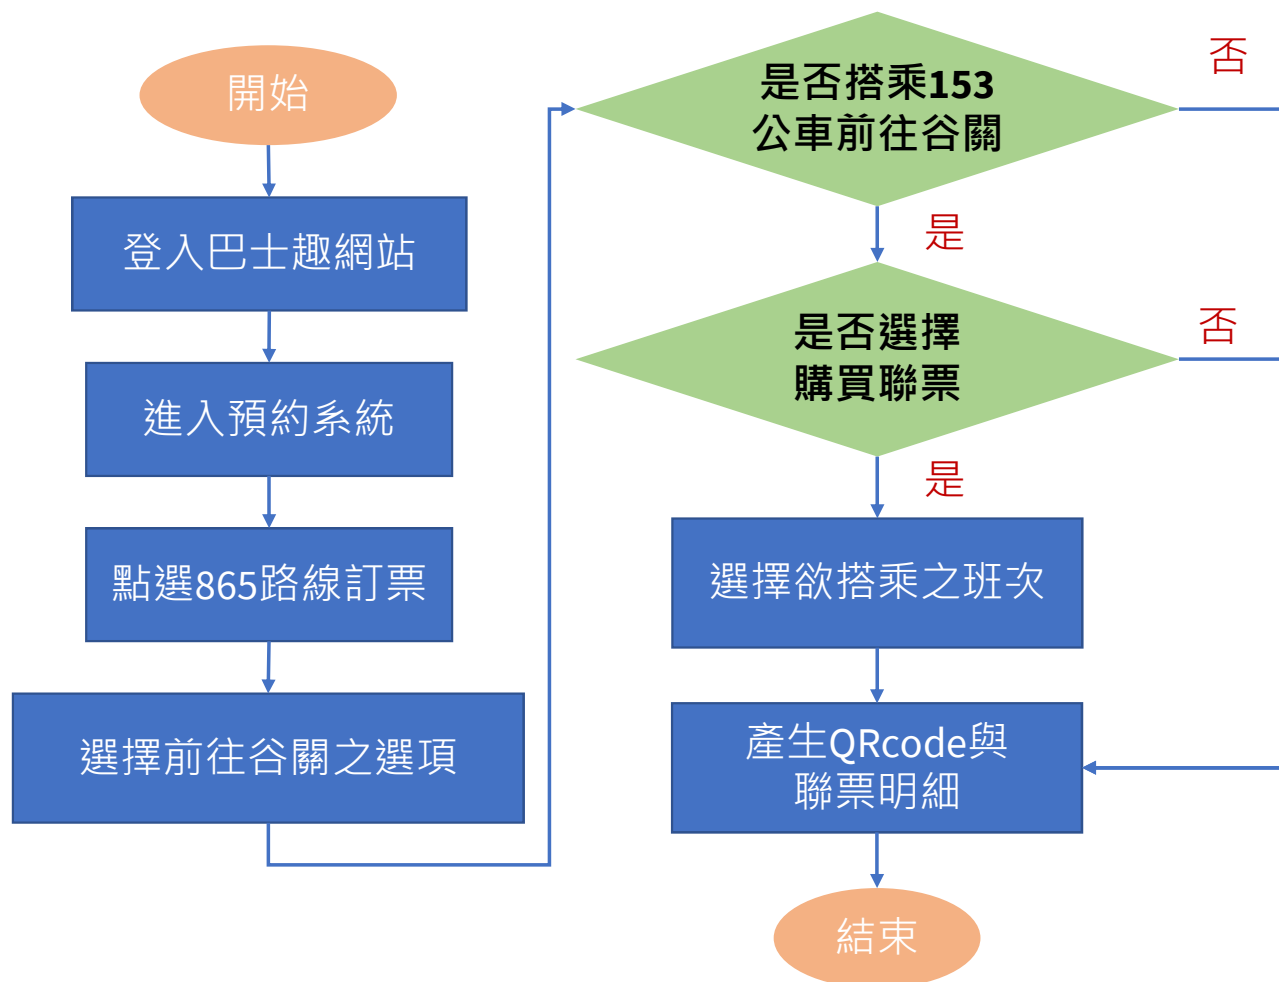 開始
登入巴士趣網站
進入預約系統
點選865路線訂票
選擇前往谷關之選項
是否搭乘153
公車前往谷關
否
是
是否選擇
購買聯票
否
是
選擇欲搭乘之班次
產生QRcode與
聯票明細
結束